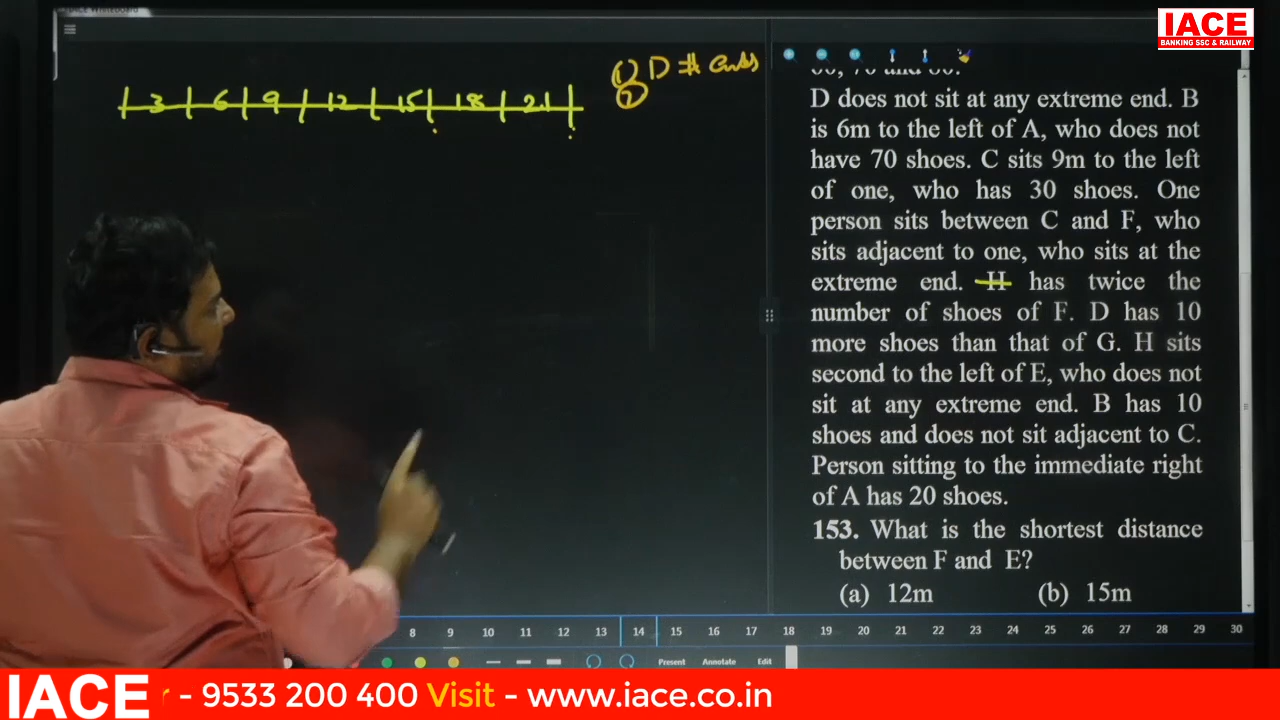 IACE
BANKING SSC & RAILWAY
3 6 9 12 15 18 21
① D # ends
②
60, 70 and 80.
D does not sit at any extreme end. B
is 6m to the left of A, who does not
have 70 shoes. C sits 9m to the left
of one, who has 30 shoes. One
person sits between C and F, who
sits adjacent to one, who sits at the
extreme end. H has twice the
number of shoes of F. D has 10
more shoes than that of G. H sits
second to the left of E, who does not
sit at any extreme end. B has 10
shoes and does not sit adjacent to C.
Person sitting to the immediate right
of A has 20 shoes.
153. What is the shortest distance
between F and E?
(a) 12m (b) 15m
8 9 10 11 12 13 14 15 16 17 18 19 20 21 22 23 24 25 26 27 28 29 30
Present Annotate Edit
IACE r - 9533 200 400 Visit - www.iace.co.in